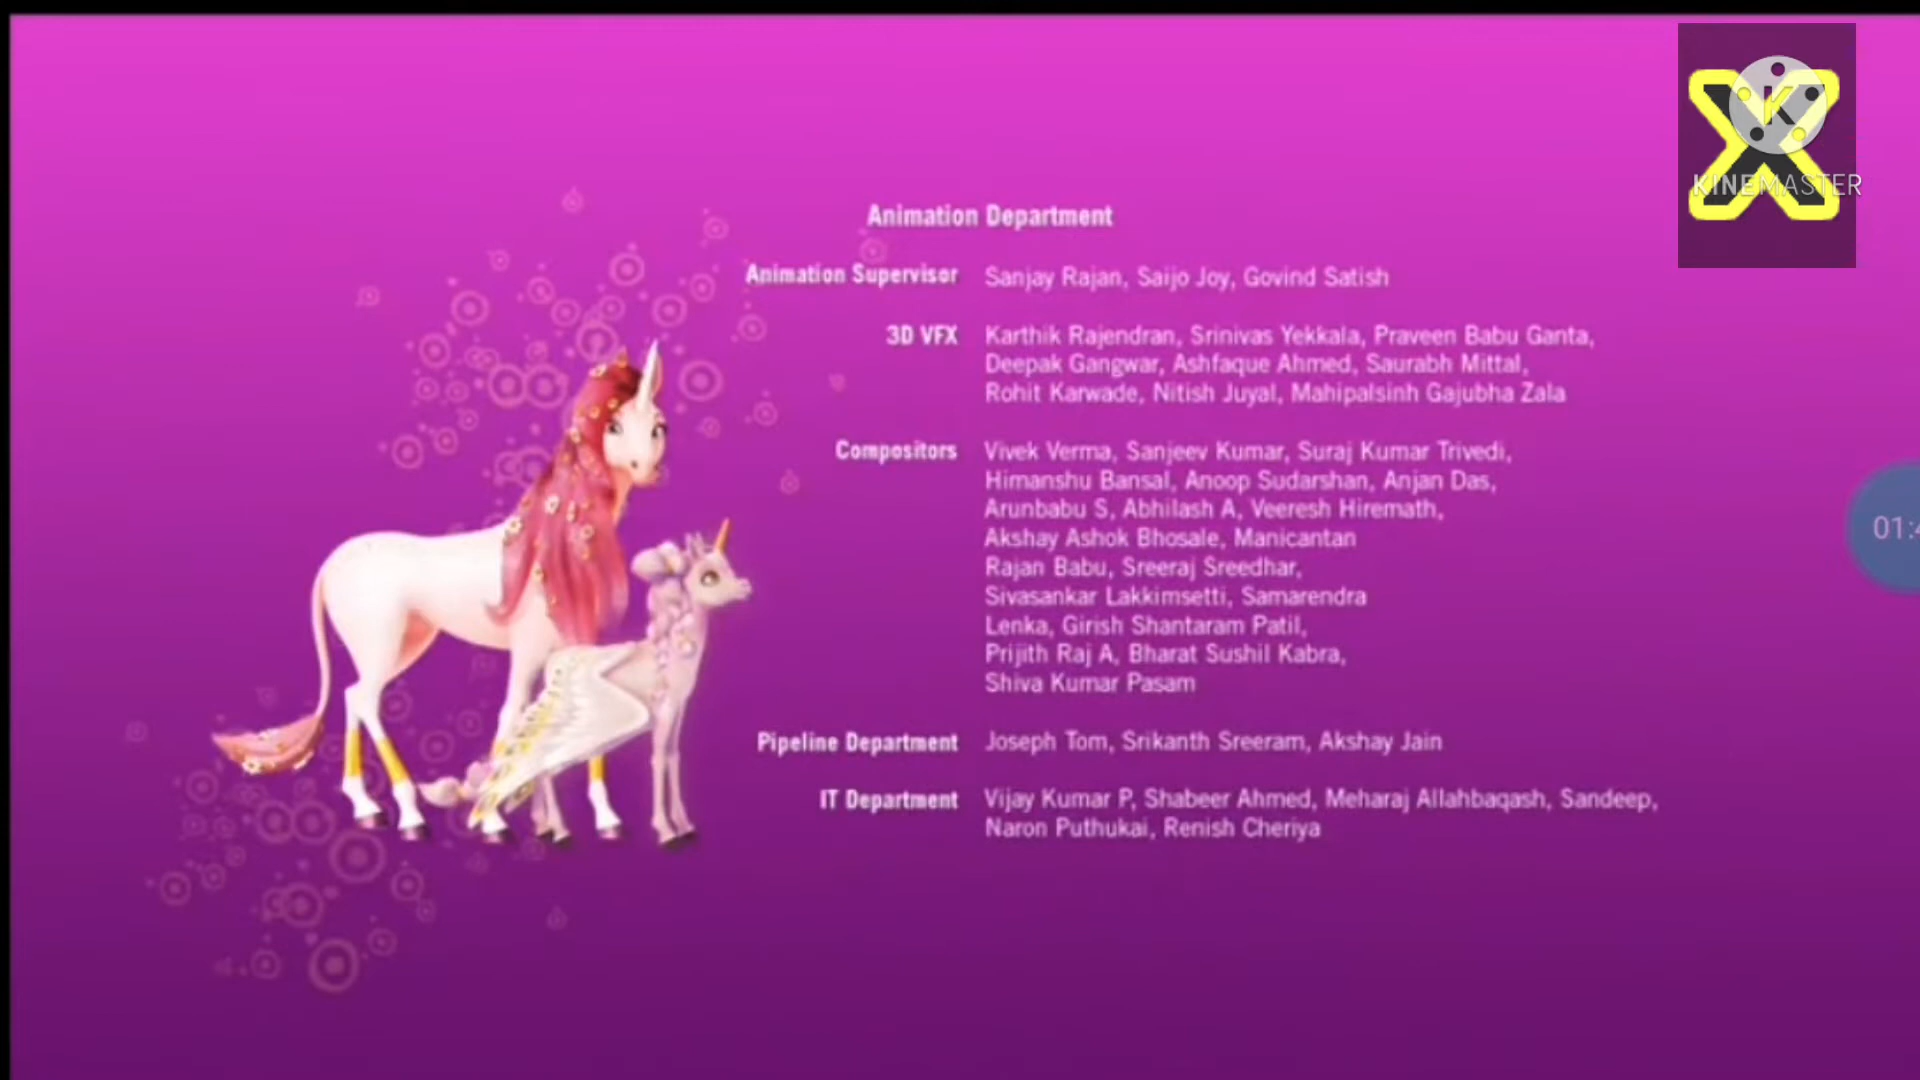 KINEMASTER
Animation Department
Animation Supervisor Sanjay Rajan, Saijo Joy, Govind Satish
3D VFX Karthik Rajendran, Srinivas Yekkala, Praveen Babu Ganta,
Deepak Gangwar, Ashfaque Ahmed, Saurabh Mittal,
Rohit Karwade, Nitish Juyal, Mahipalsinh Gajubha Zala
Compositors Vivek Verma, Sanjeev Kumar, Suraj Kumar Trivedi,
Himanshu Bansal, Anoop Sudarshan, Anjan Das,
Arunbabu S, Abhilash A, Veeresh Hiremath,
Akshay Ashok Bhosale, Manicantan
Rajan Babu, Sreeraj Sreedhar,
Sivasankar Lakkimsetti, Samarendra
Lenka, Girish Shantaram Patil,
Prijith Raj A, Bharat Sushil Kabra,
Shiva Kumar Pasam
Pipeline Department Joseph Tom, Srikanth Sreeram, Akshay Jain
IT Department Vijay Kumar P, Shabeer Ahmed, Meharaj Allahbaqash, Sandeep,
Naron Puthukai, Renish Cheriya